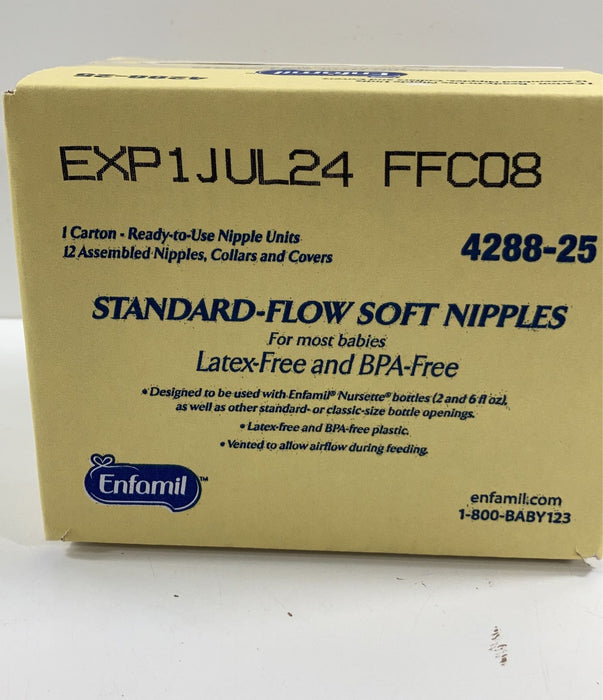 4288-25
Enfamil
EXP1JUL24 FFC08
1 Carton - Ready-to-Use Nipple Units
12 Assembled Nipples, Collars and Covers
4288-25
STANDARD-FLOW SOFT NIPPLES
For most babies
Latex-Free and BPA-Free
• Designed to be used with Enfamil® Nursette® bottles (2 and 6 fl oz),
as well as other standard- or classic-size bottle openings.
• Latex-free and BPA-free plastic.
• Vented to allow airflow during feeding.
Enfamil™
enfamil.com
1-800-BABY123